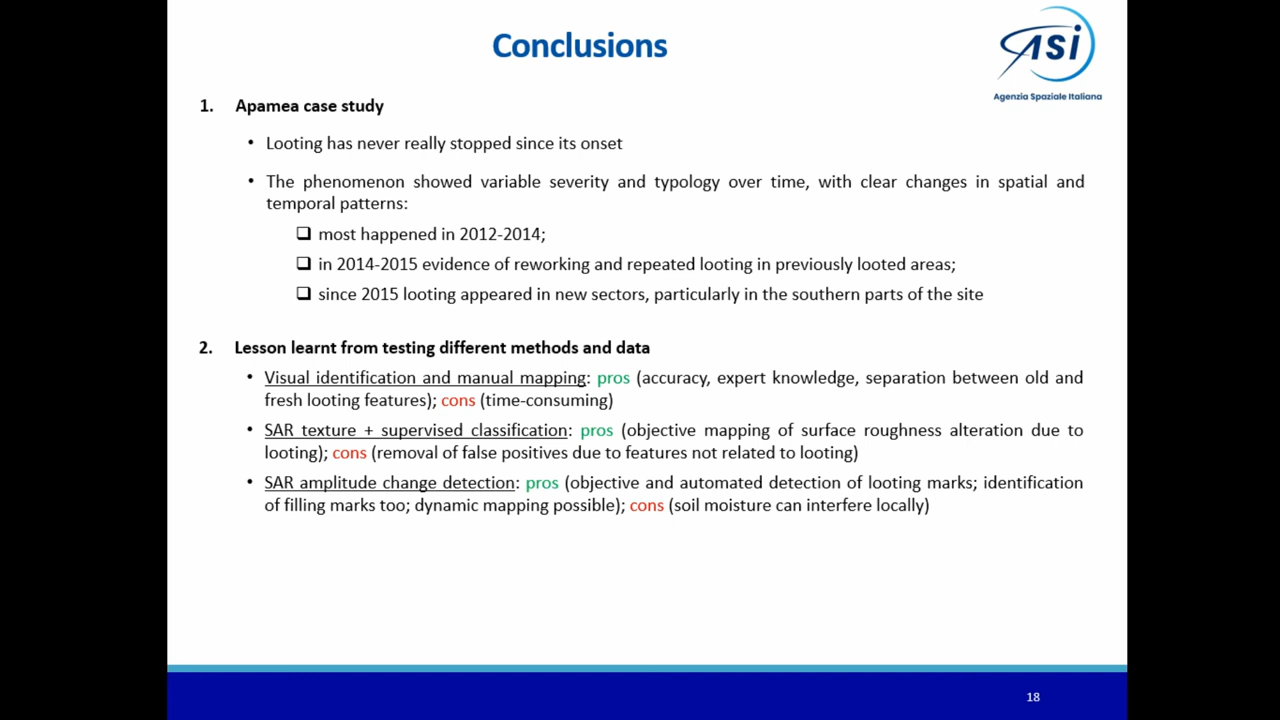 Conclusions
ASI
Agenzia Spaziale Italiana
1. Apamea case study
• Looting has never really stopped since its onset
• The phenomenon showed variable severity and typology over time, with clear changes in spatial and
temporal patterns:
❑ most happened in 2012-2014;
❑ in 2014-2015 evidence of reworking and repeated looting in previously looted areas;
❑ since 2015 looting appeared in new sectors, particularly in the southern parts of the site
2. Lesson learnt from testing different methods and data
• Visual identification and manual mapping: pros (accuracy, expert knowledge, separation between old and
fresh looting features); cons (time-consuming)
• SAR texture + supervised classification: pros (objective mapping of surface roughness alteration due to
looting); cons (removal of false positives due to features not related to looting)
• SAR amplitude change detection: pros (objective and automated detection of looting marks; identification
of filling marks too; dynamic mapping possible); cons (soil moisture can interfere locally)
18